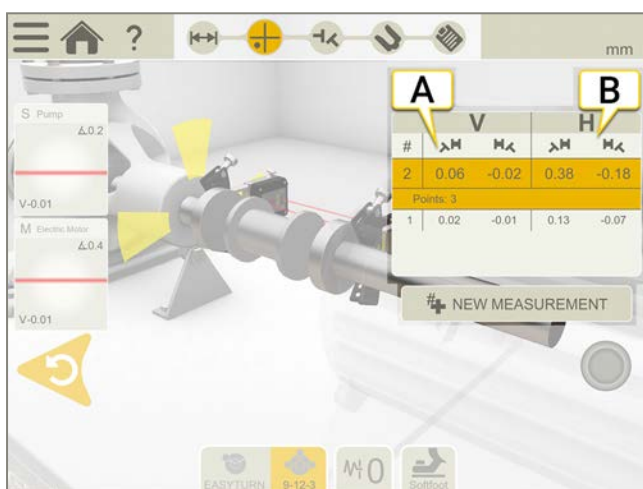 ?
mm
A
B
S Pump
∡0.2
V-0.01
M Electric Motor
∡0.4
V-0.01
V H
#
2 0.06 -0.02 0.38 -0.18
Points: 3
1 0.02 -0.01 0.13 -0.07
# NEW MEASUREMENT
EASYTURN
9-12-3
0
Softfoot